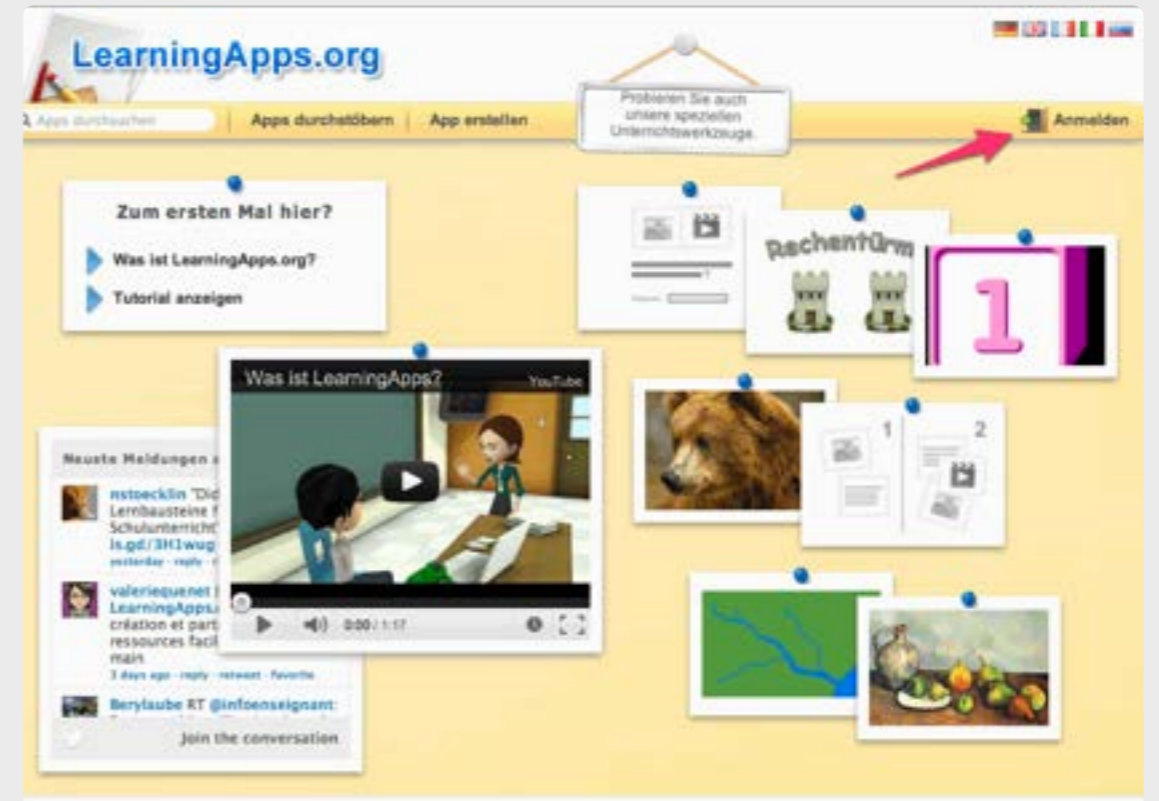 LearningApps.org
Apps durchsuchen
Apps durchstöbern
App erstellen
Probieren Sie auch
unsere speziellen
Unterrichtswerkzeuge.
Anmelden
Zum ersten Mal hier?
Was ist LearningApps.org?
Tutorial anzeigen
Rechentürm
1
Was ist LearningApps?
YouTube
0:00 / 1:17
1
2
Neuste Meldungen a
nstoecklin "Did
Lernbausteine f
Schulunterricht"
is.gd/3H1wug
yesterday · reply · r
valeriequenet
LearningApps.
création et part
ressources facil
main
3 days ago · reply · retweet · favorite
Berylaube RT @infoenseignant:
Join the conversation